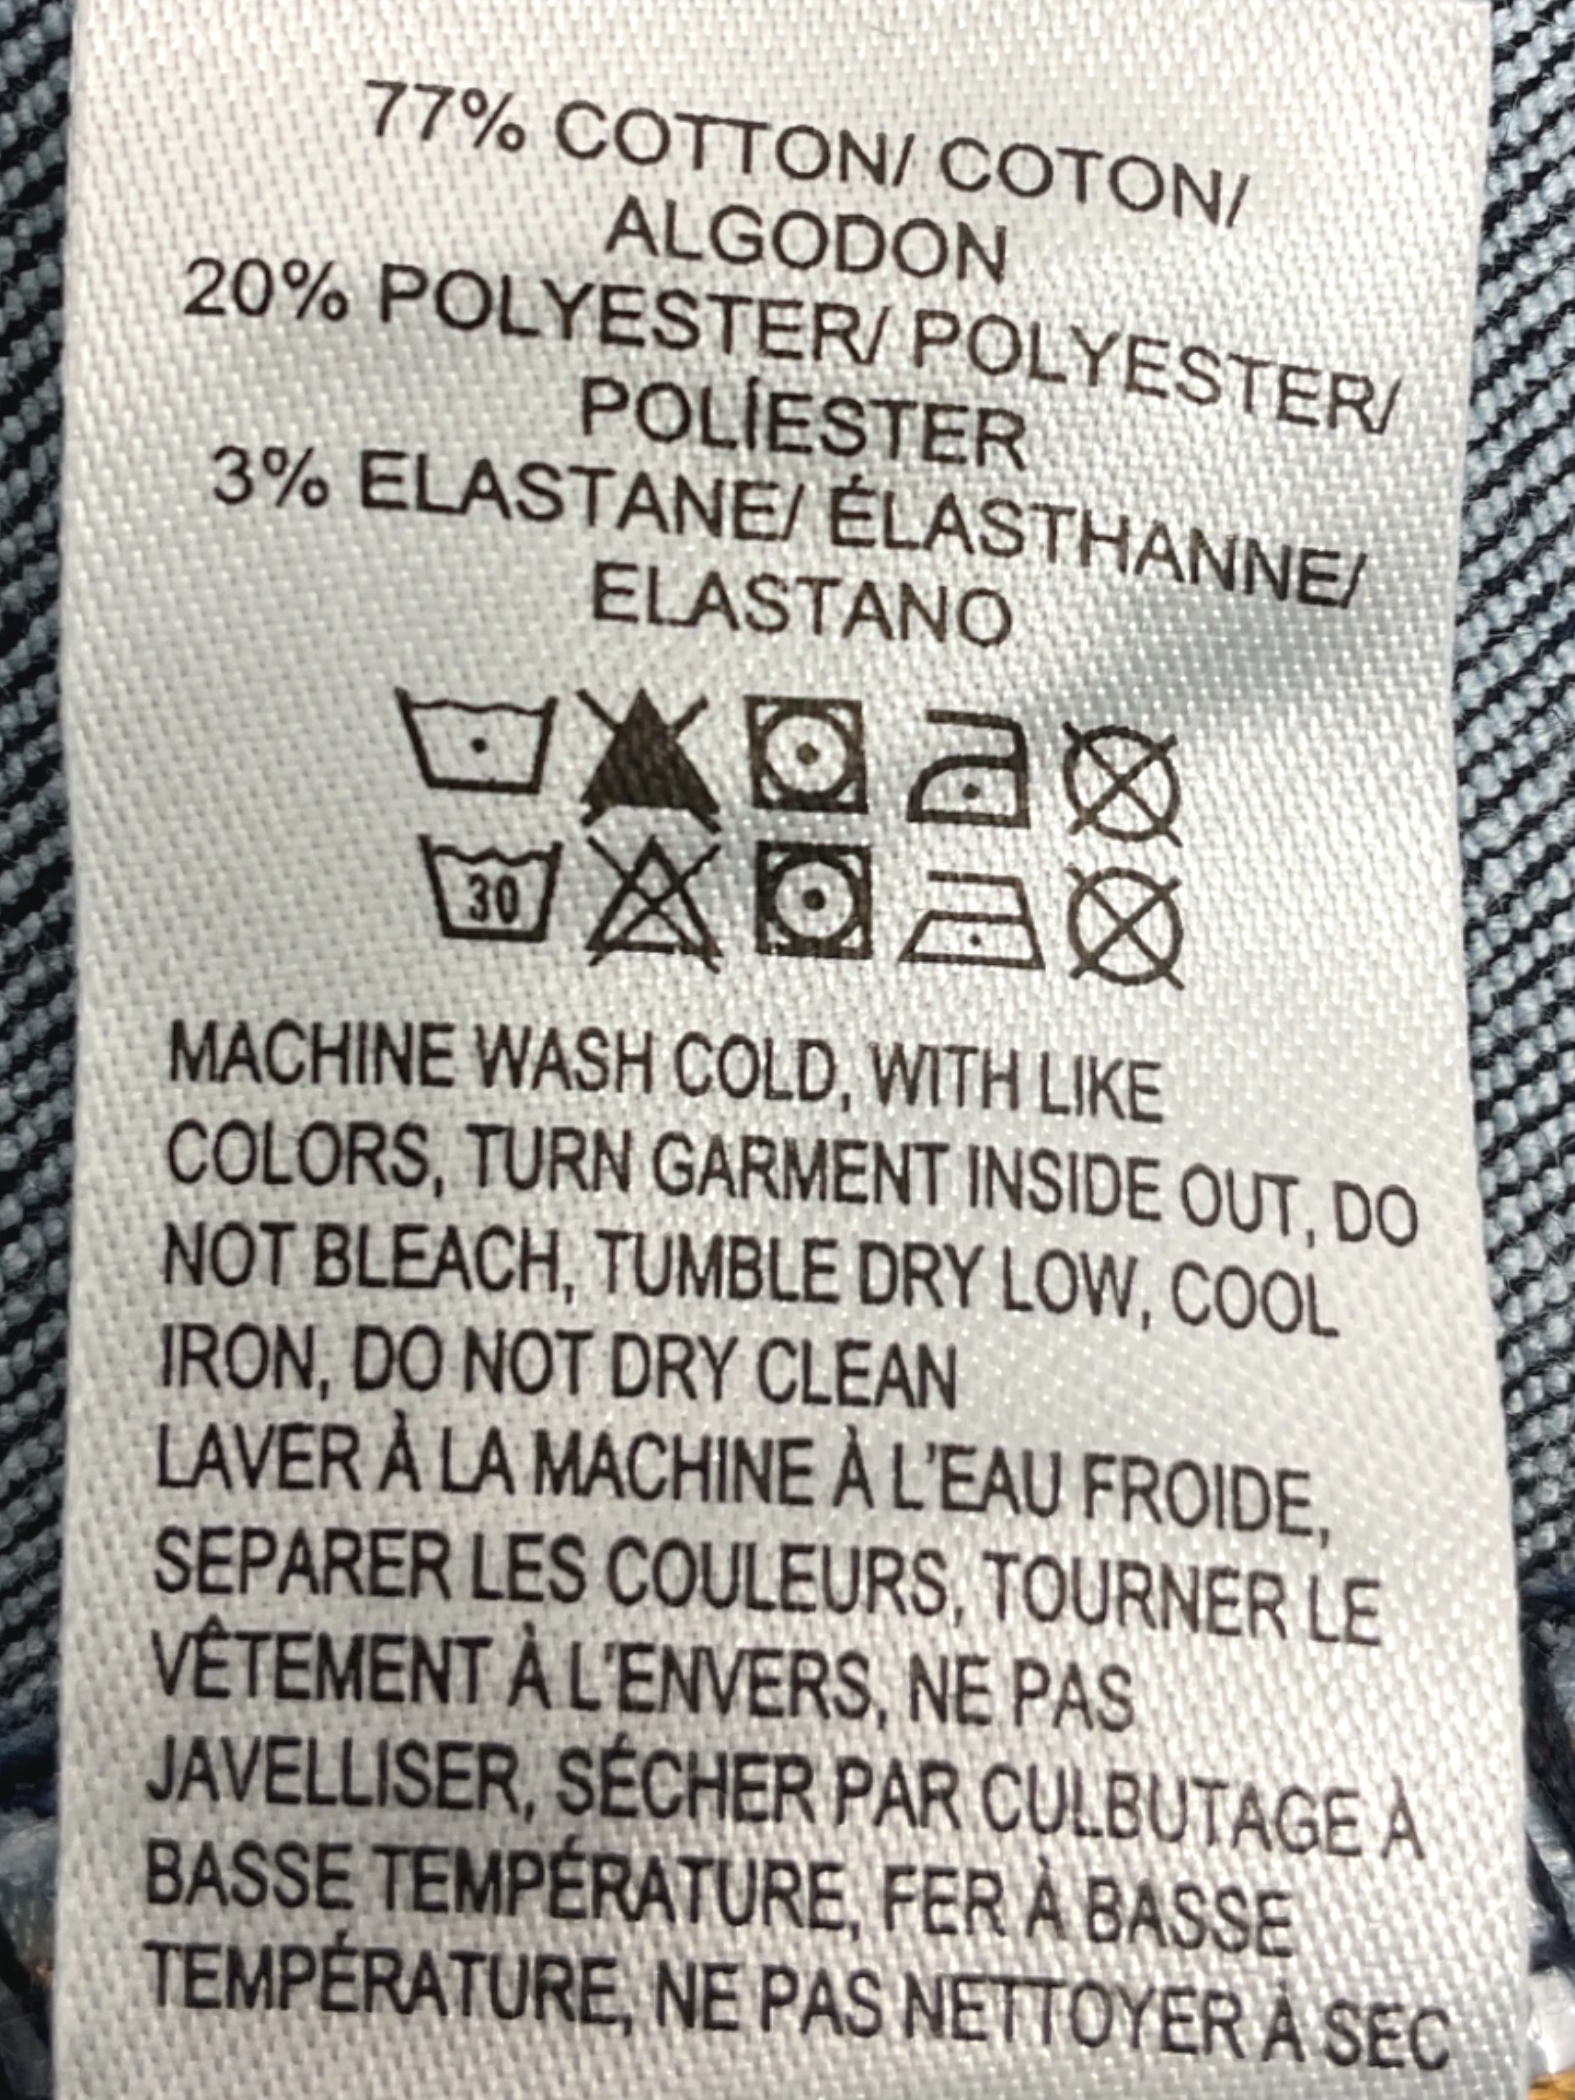 77% COTTON/ COTON/
ALGODON
20% POLYESTER/ POLYESTER/
POLÍESTER
3% ELASTANE/ ÉLASTHANNE/
ELASTANO
30
MACHINE WASH COLD, WITH LIKE
COLORS, TURN GARMENT INSIDE OUT, DO
NOT BLEACH, TUMBLE DRY LOW, COOL
IRON, DO NOT DRY CLEAN
LAVER À LA MACHINE À L'EAU FROIDE,
SEPARER LES COULEURS, TOURNER LE
VÊTEMENT À L'ENVERS, NE PAS
JAVELLISER, SÉCHER PAR CULBUTAGE À
BASSE TEMPÉRATURE, FER À BASSE
TEMPÉRATURE, NE PAS NETTOYER À SEC